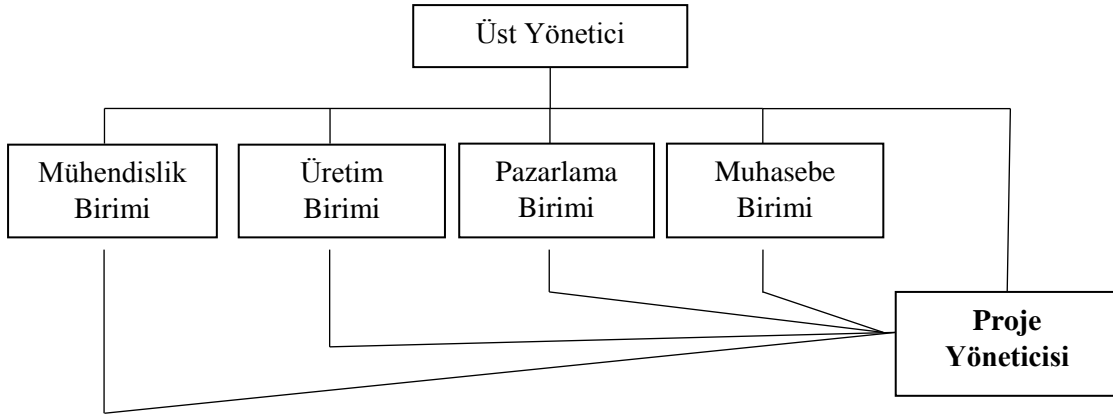 Üst Yönetici
Mühendislik
Birimi
Üretim
Birimi
Pazarlama
Birimi
Muhasebe
Birimi
Proje
Yöneticisi